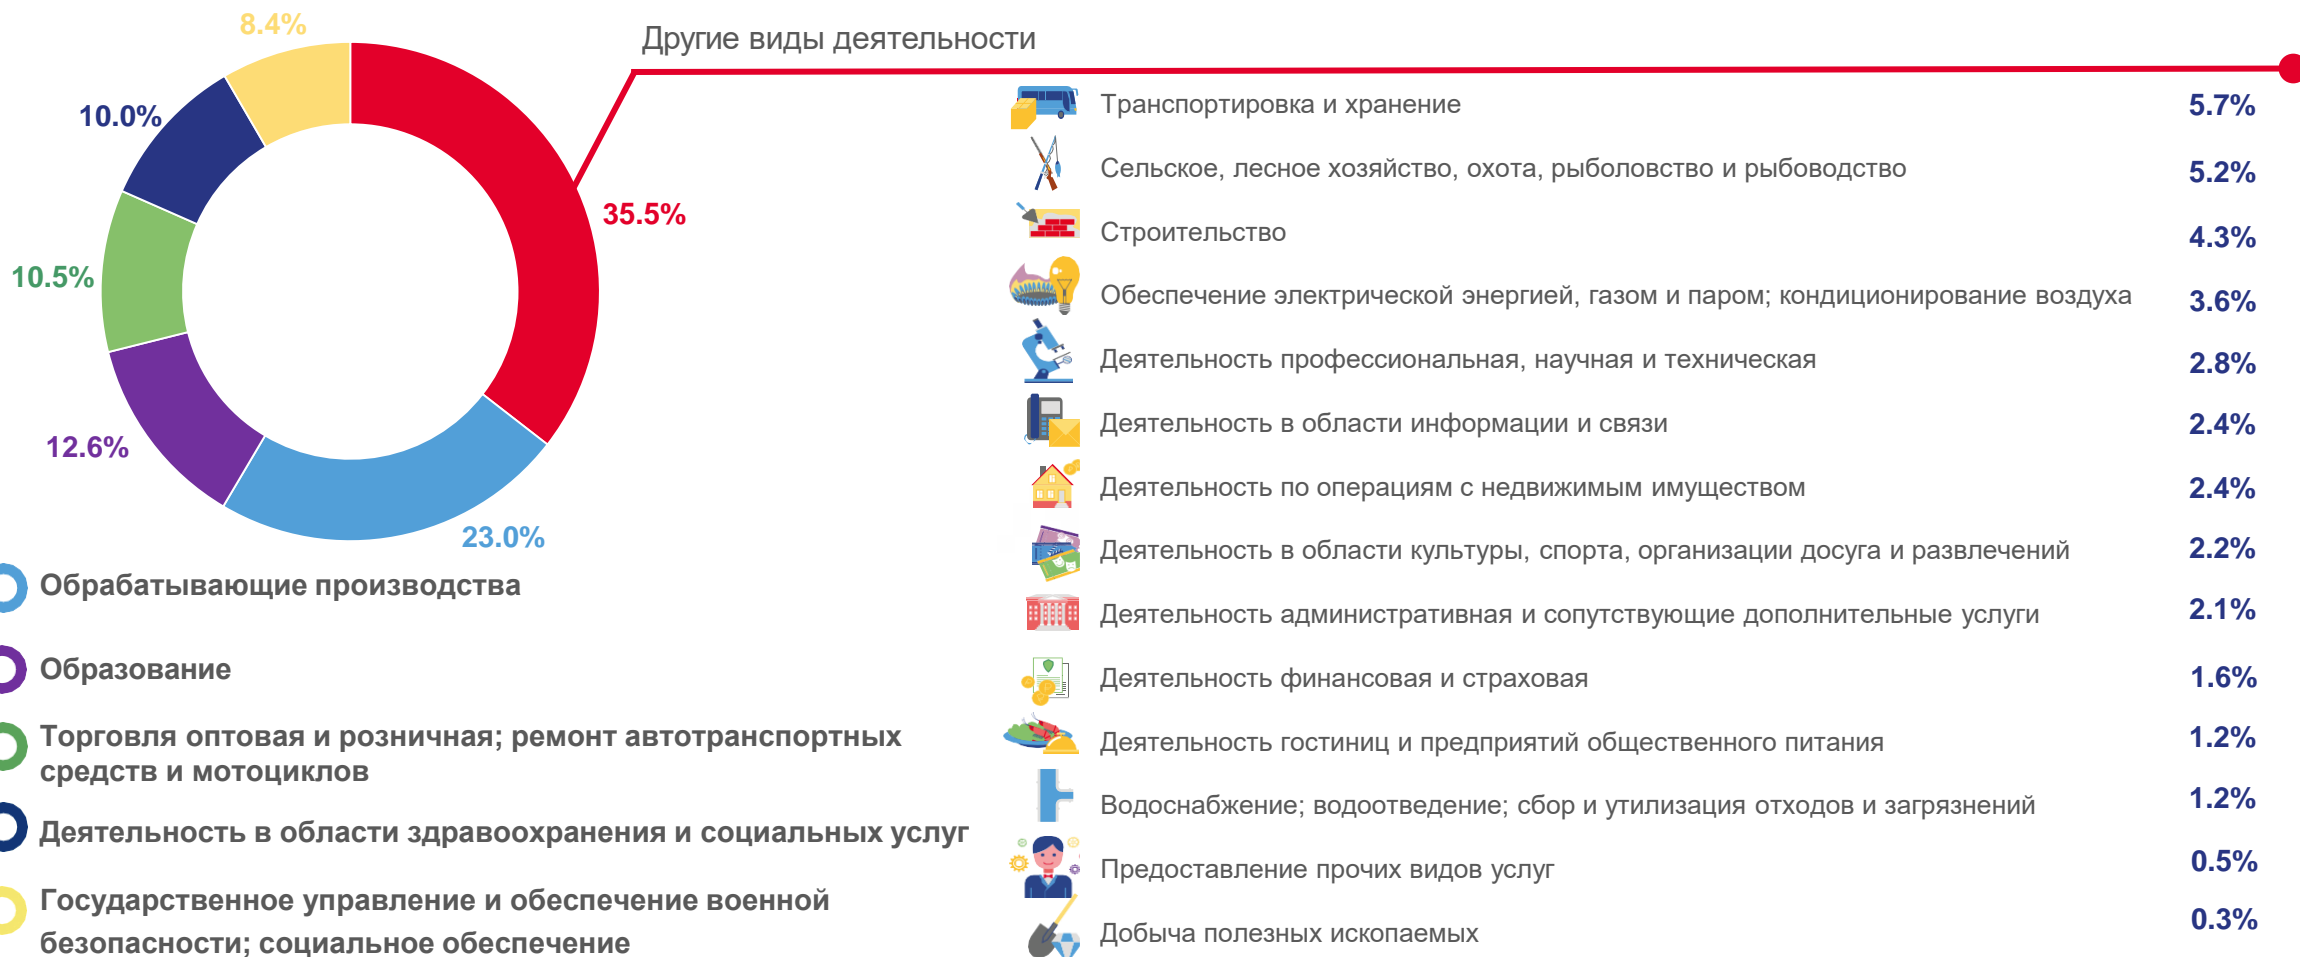 8.4%
Другие виды деятельности
10.0%
35.5%
10.5%
12.6%
23.0%
Обрабатывающие производства
Образование
Торговля оптовая и розничная; ремонт автотранспортных
средств и мотоциклов
Деятельность в области здравоохранения и социальных услуг
Государственное управление и обеспечение военной
безопасности; социальное обеспечение
Транспортировка и хранение 5.7%
Сельское, лесное хозяйство, охота, рыболовство и рыбоводство 5.2%
Строительство 4.3%
Обеспечение электрической энергией, газом и паром; кондиционирование воздуха 3.6%
Деятельность профессиональная, научная и техническая 2.8%
Деятельность в области информации и связи 2.4%
Деятельность по операциям с недвижимым имуществом 2.4%
Деятельность в области культуры, спорта, организации досуга и развлечений 2.2%
Деятельность административная и сопутствующие дополнительные услуги 2.1%
Деятельность финансовая и страховая 1.6%
Деятельность гостиниц и предприятий общественного питания 1.2%
Водоснабжение; водоотведение; сбор и утилизация отходов и загрязнений 1.2%
Предоставление прочих видов услуг 0.5%
Добыча полезных ископаемых 0.3%